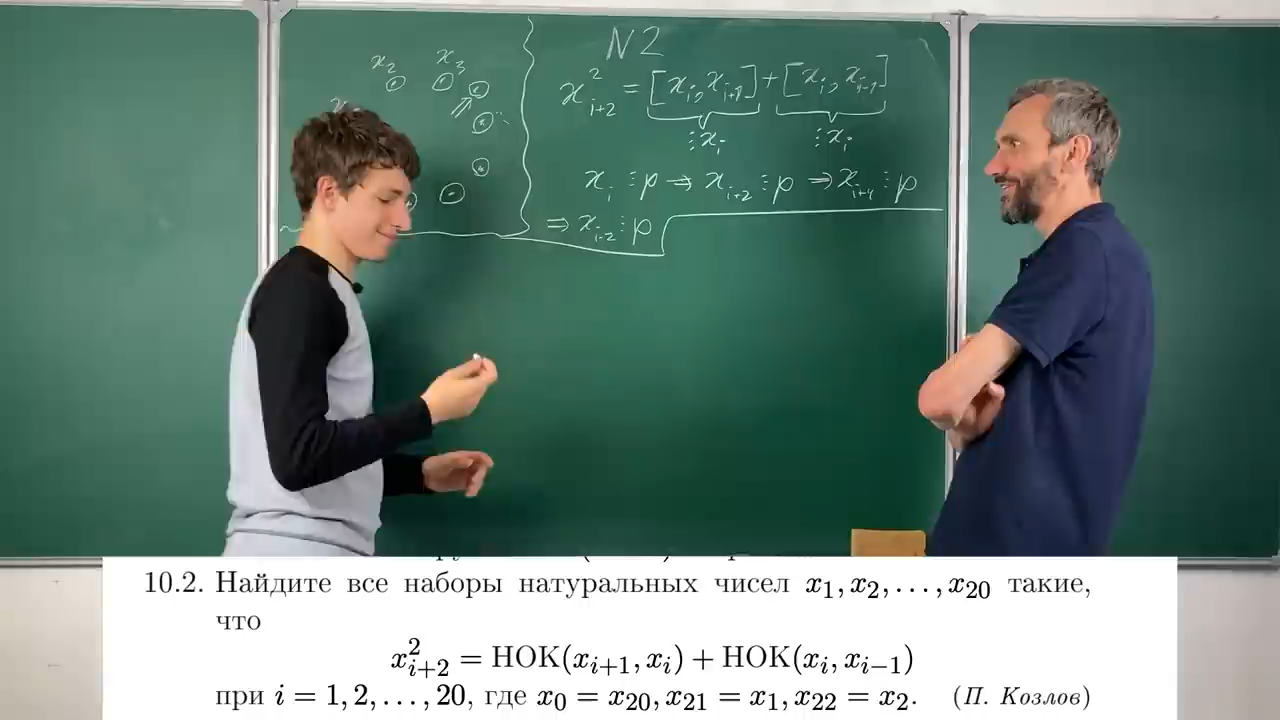 x₂ x₃
N2
x²ᵢ₊₂ = [xᵢ, xᵢ₊₁] + [xᵢ, xᵢ₋₁]
⋮xᵢ ⋮xᵢ
xᵢ ⋮ p ⇒ xᵢ₊₂ ⋮ p ⇒ xᵢ₊₄ ⋮ p
⇒ xᵢ₋₂ ⋮ p
10.2. Найдите все наборы натуральных чисел x₁, x₂, . . . , x₂₀ такие,
что
x²ᵢ₊₂ = НОК(xᵢ₊₁, xᵢ) + НОК(xᵢ, xᵢ₋₁)
при i = 1, 2, . . . , 20, где x₀ = x₂₀, x₂₁ = x₁, x₂₂ = x₂. (П. Козлов)